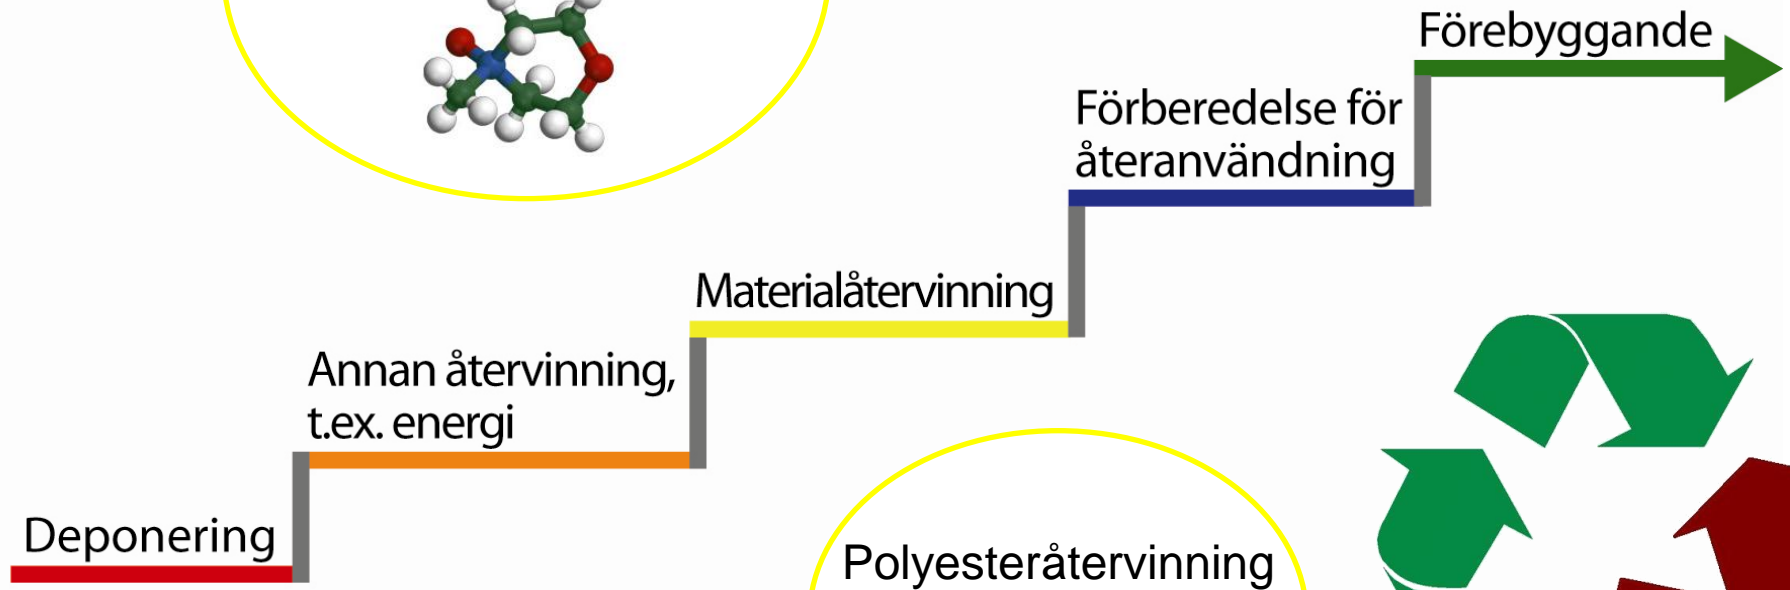 Förebyggande
Förberedelse för
återanvändning
Materialåtervinning
Annan återvinning,
t.ex. energi
Deponering
Polyesteråtervinning